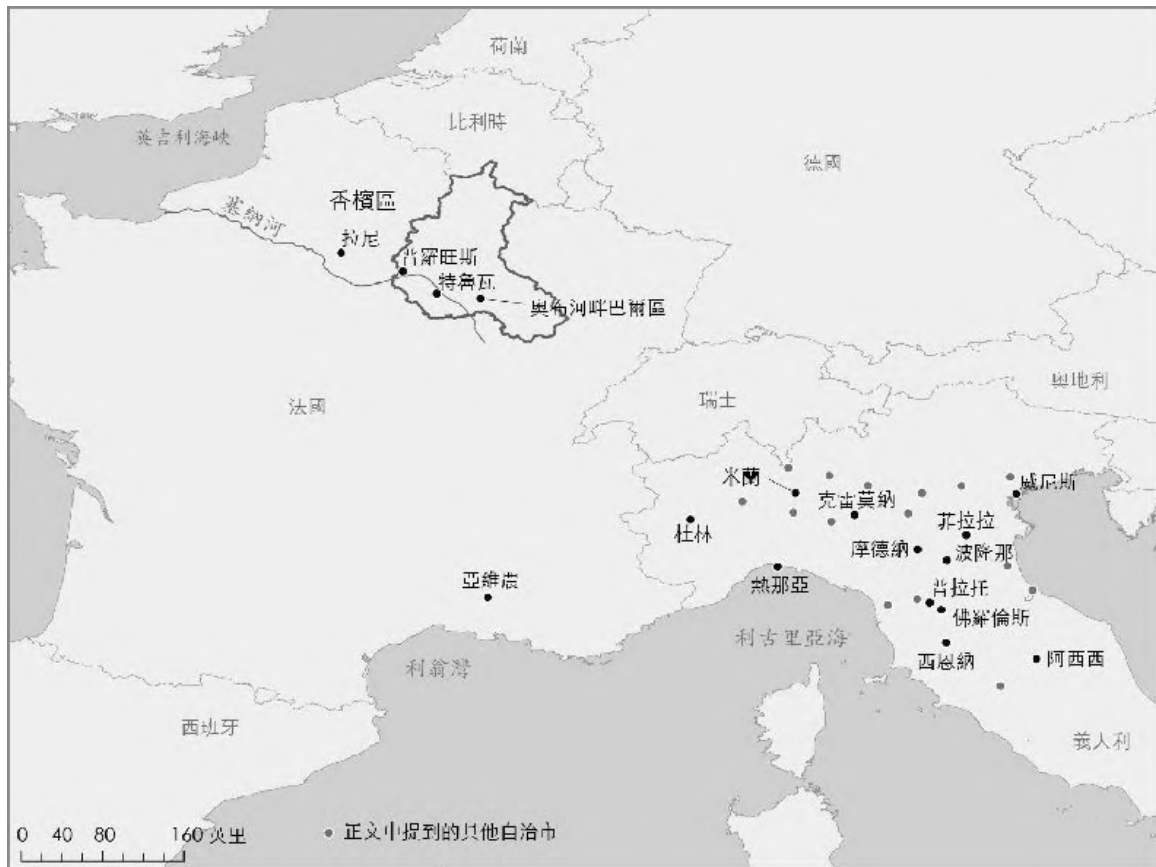 荷蘭
英吉利海峽
比利時
德國
香檳區
塞納河
拉尼
普羅旺斯
特魯瓦
奧布河畔巴爾區
奧地利
瑞士
法國
米蘭
克雷莫納
威尼斯
菲拉拉
杜林
摩德納
波隆那
亞維農
熱那亞
普拉托
佛羅倫斯
利古里亞海
利翁灣
西恩納
阿西西
西班牙
義大利
0 40 80 160 英里
正文中提到的其他自治市